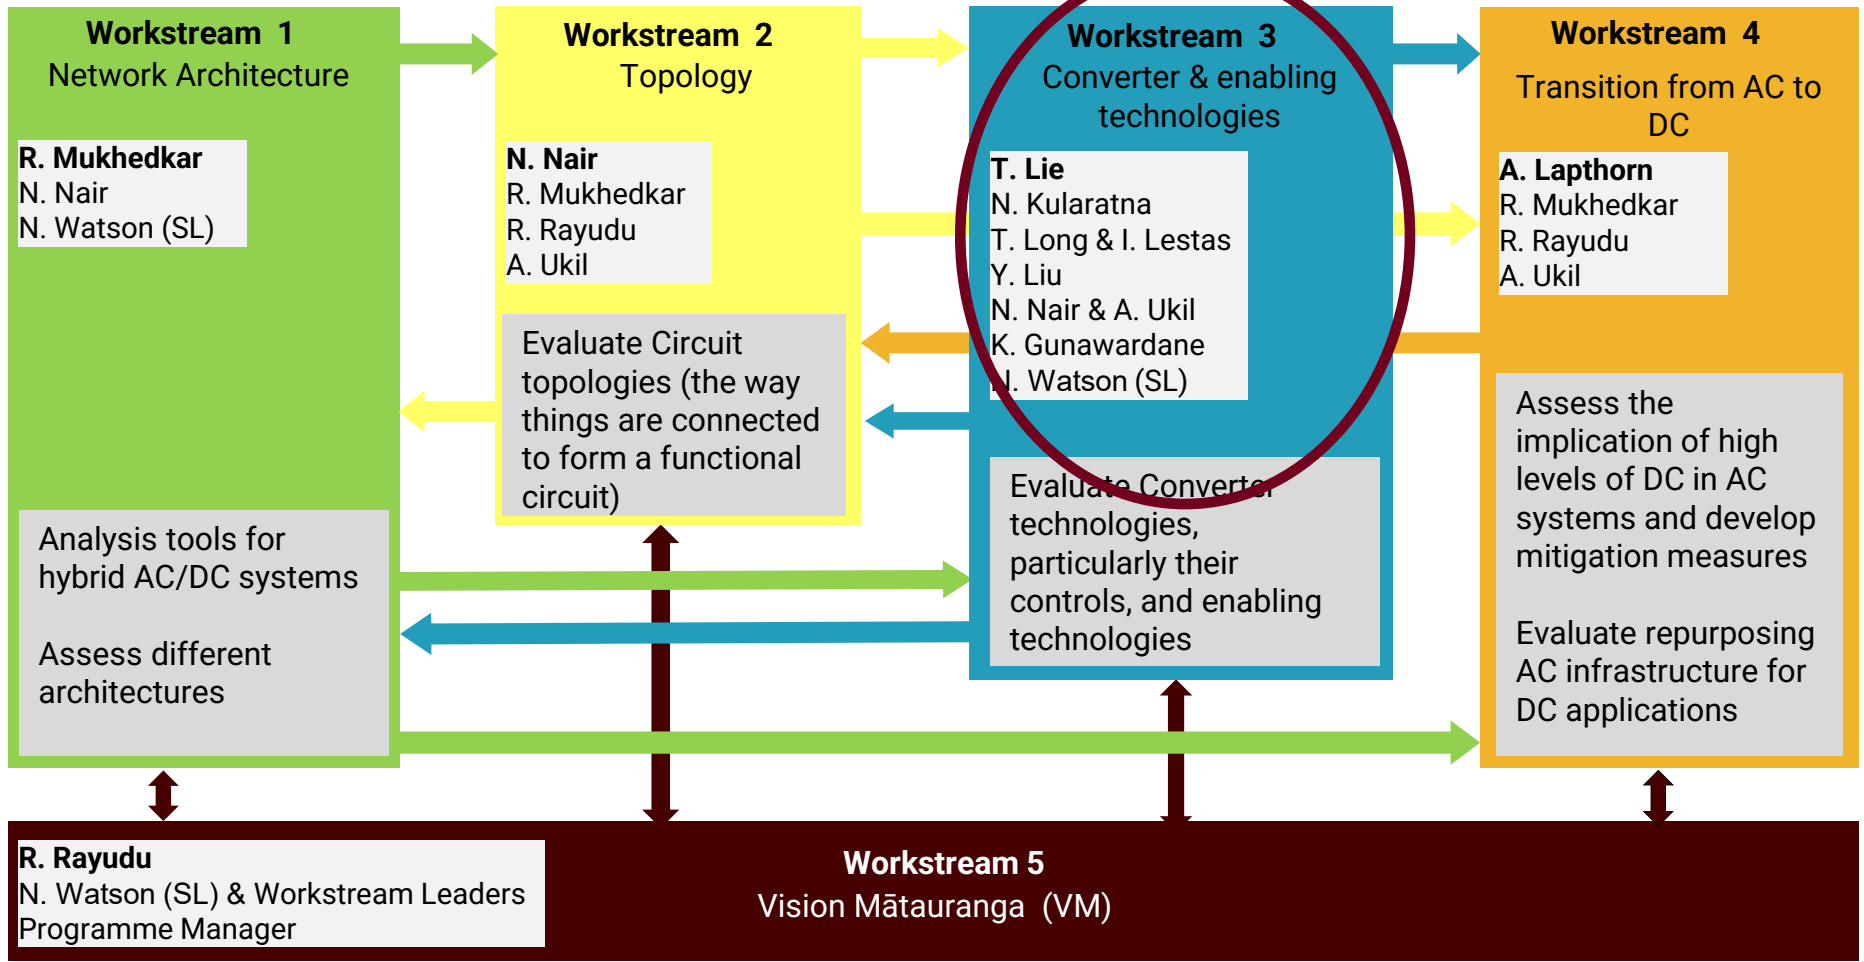 Workstream 1
Network Architecture
R. Mukhedkar
N. Nair
N. Watson (SL)
Analysis tools for
hybrid AC/DC systems
Assess different
architectures
Workstream 2
Topology
N. Nair
R. Mukhedkar
R. Rayudu
A. Ukil
Evaluate Circuit
topologies (the way
things are connected
to form a functional
circuit)
Workstream 3
Converter & enabling
technologies
T. Lie
N. Kularatna
T. Long & I. Lestas
Y. Liu
N. Nair & A. Ukil
K. Gunawardane
N. Watson (SL)
Evaluate Converter
technologies,
particularly their
controls, and enabling
technologies
Workstream 4
Transition from AC to
DC
A. Lapthorn
R. Mukhedkar
R. Rayudu
A. Ukil
Assess the
implication of high
levels of DC in AC
systems and develop
mitigation measures
Evaluate repurposing
AC infrastructure for
DC applications
R. Rayudu
N. Watson (SL) & Workstream Leaders
Programme Manager
Workstream 5
Vision Mātauranga (VM)